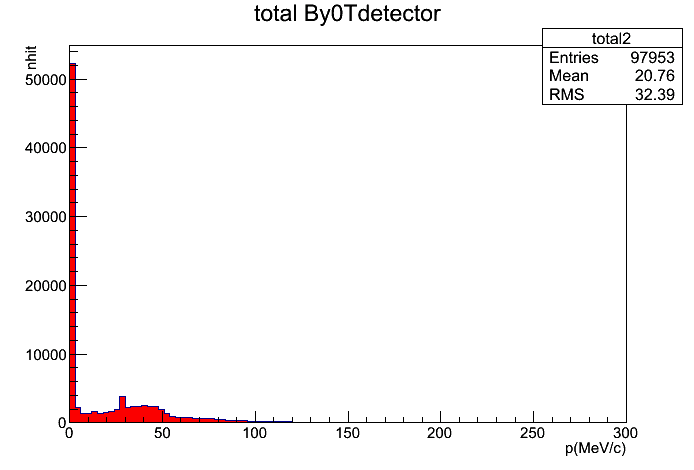 total By0Tdetector
total2
Entries 97953
Mean 20.76
RMS 32.39
nhit
50000
40000
30000
20000
10000
0
0 50 100 150 200 250 300
p(MeV/c)